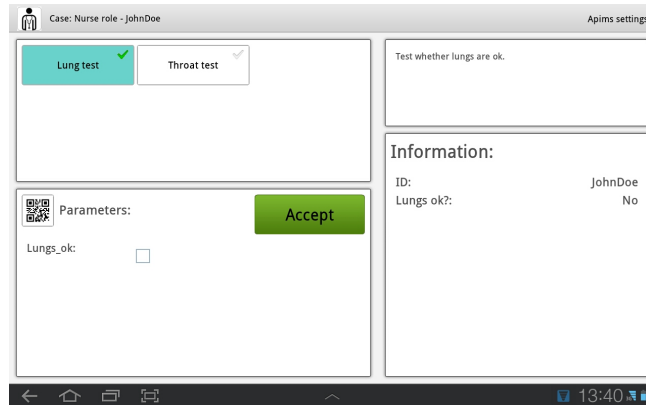 Case: Nurse role - JohnDoe
Apims settings
Lung test
Throat test
Test whether lungs are ok.
Information:
ID: JohnDoe
Lungs ok?: No
Parameters:
Accept
Lungs_ok:
13:40